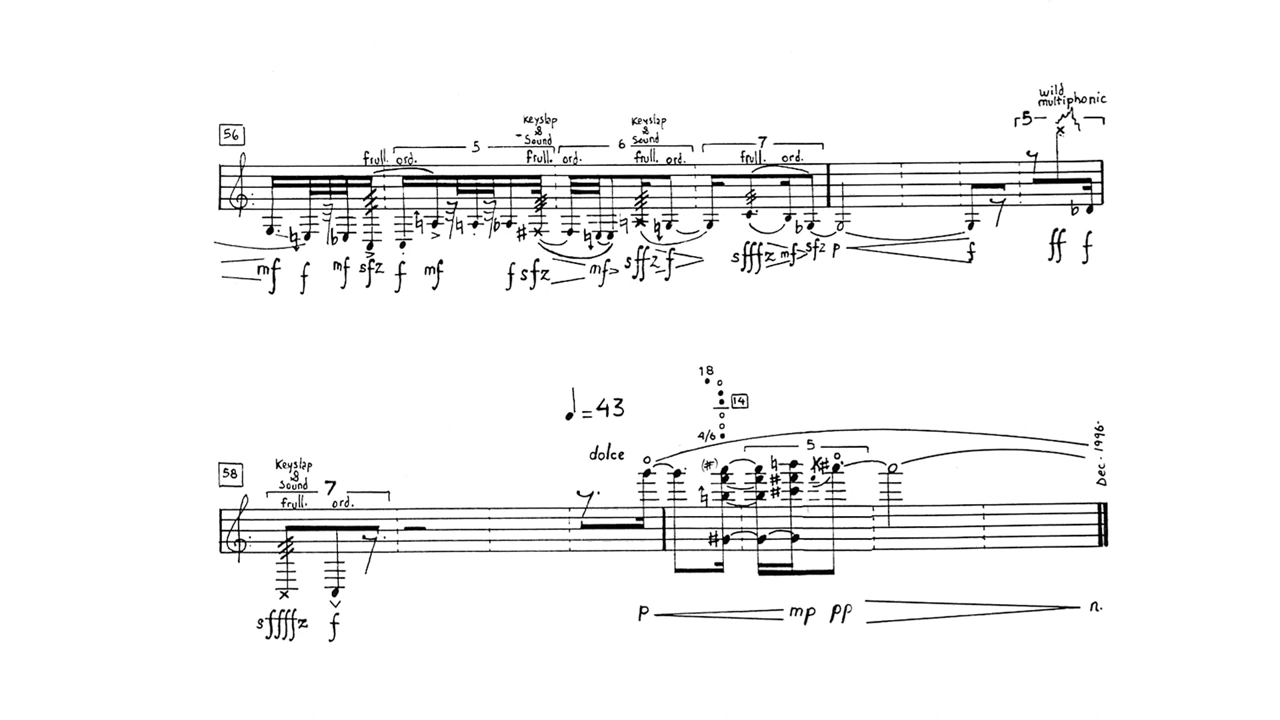 wild
multiphonic
5
56
Keyslap
&
Sound
Keyslap
&
Sound
frull. ord. 5 frull. ord. 6 frull. ord. 7 frull. ord.
mf f mf sfz f mf f sfz mf sffz f sfffz mf sfz p f ff f
18
14
4/6
♩=43
dolce
5
Dec. 1996.
58
Keyslap
&
Sound
7
frull. ord.
sffffz f
p mp pp n.